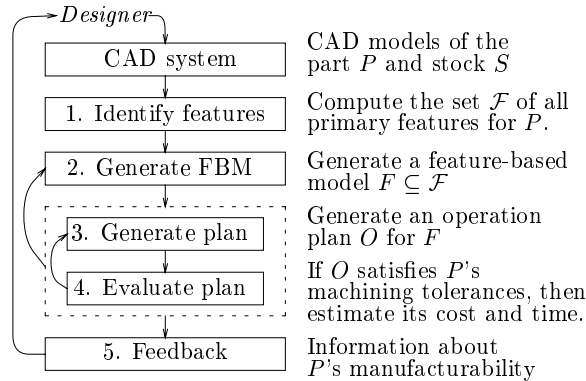 Designer
CAD system
CAD models of the
part P and stock S
1. Identify features
Compute the set ℱ of all
primary features for P.
2. Generate FBM
Generate a feature-based
model F ⊆ ℱ
3. Generate plan
Generate an operation
plan O for F
4. Evaluate plan
If O satisfies P's
machining tolerances, then
estimate its cost and time.
5. Feedback
Information about
P's manufacturability